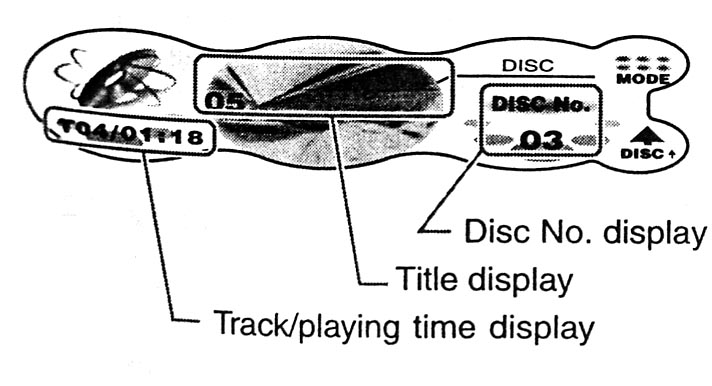 DISC
MODE
05
DISC No.
T04/01:18
03
DISC ↑
Disc No. display
Title display
Track/playing time display